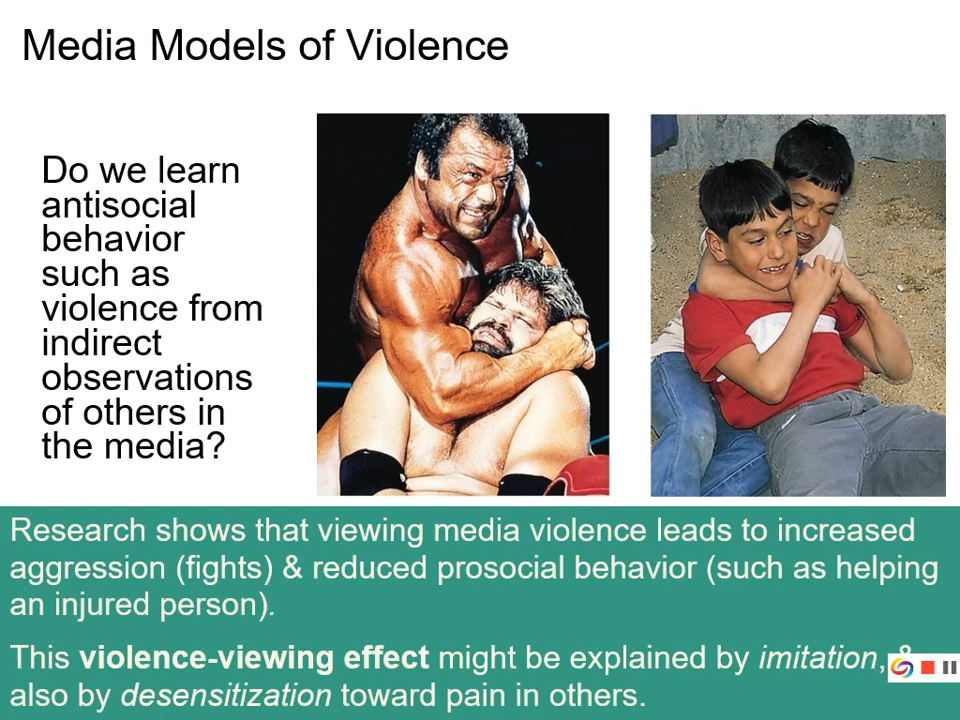 Media Models of Violence
Do we learn
antisocial
behavior
such as
violence from
indirect
observations
of others in
the media?
Research shows that viewing media violence leads to increased
aggression (fights) & reduced prosocial behavior (such as helping
an injured person).
This violence-viewing effect might be explained by imitation, &
also by desensitization toward pain in others.